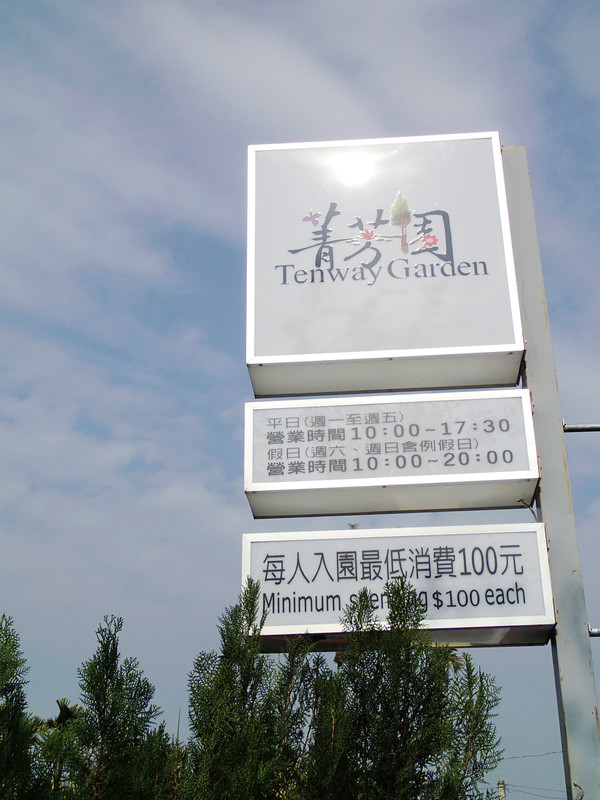 菁芳園
Tenway Garden
平日(週一至週五)
營業時間10:00~17:30
假日(週六、週日含例假日)
營業時間10:00~20:00
每人入園最低消費100元
Minimum $100 each